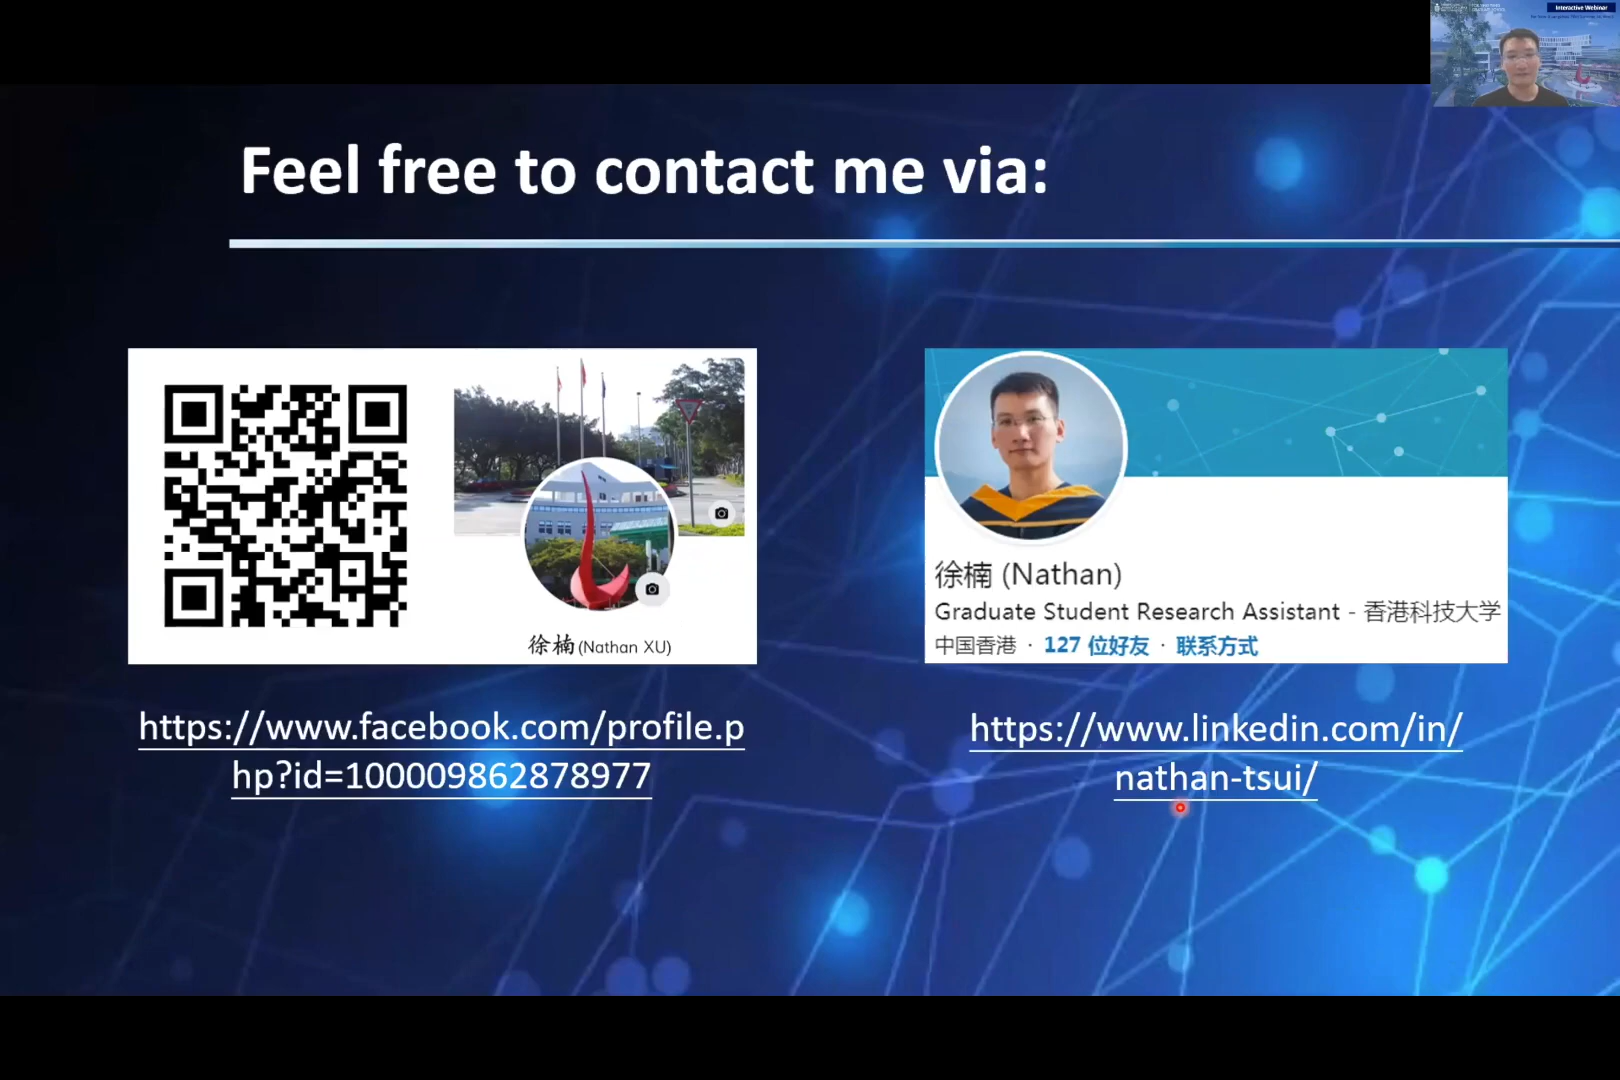 Interactive Webinar
Feel free to contact me via:
徐楠(Nathan XU)
https://www.facebook.com/profile.p
hp?id=100009862878977
徐楠 (Nathan)
Graduate Student Research Assistant - 香港科技大学
中国香港 · 127 位好友 · 联系方式
https://www.linkedin.com/in/
nathan-tsui/